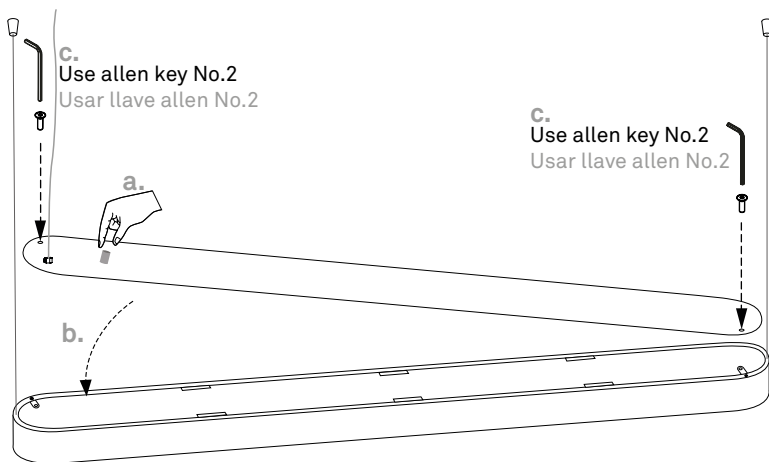 c.
Use allen key No.2
Usar llave allen No.2
c.
Use allen key No.2
Usar llave allen No.2
a.
b.